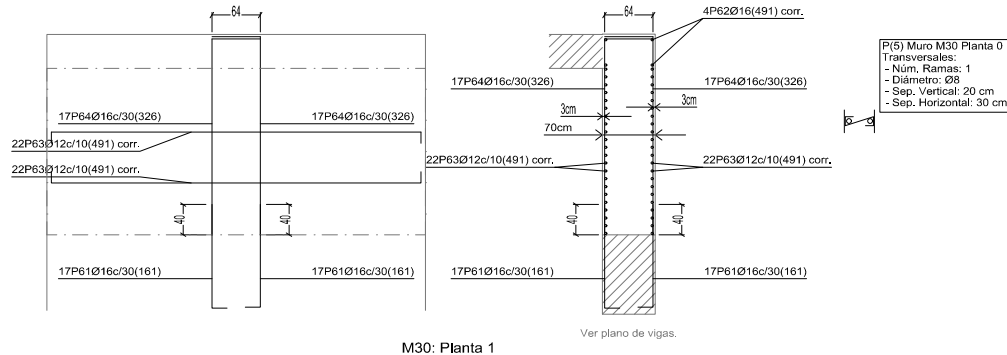 64
64
4P62Ø16(491) corr.
P(5) Muro M30 Planta 0
Transversales:
- Núm, Ramas: 1
- Diámetro: Ø8
- Sep. Vertical: 20 cm
- Sep. Horizontal: 30 cm
17P64Ø16c/30(326)
17P64Ø16c/30(326)
17P64Ø16c/30(326)
17P64Ø16c/30(326)
3cm
3cm
70cm
22P63Ø12c/10(491) corr.
22P63Ø12c/10(491) corr.
22P63Ø12c/10(491) corr.
22P63Ø12c/10(491) corr.
40
40
40
40
17P61Ø16c/30(161)
17P61Ø16c/30(161)
17P61Ø16c/30(161)
17P61Ø16c/30(161)
Ver plano de vigas.
M30: Planta 1